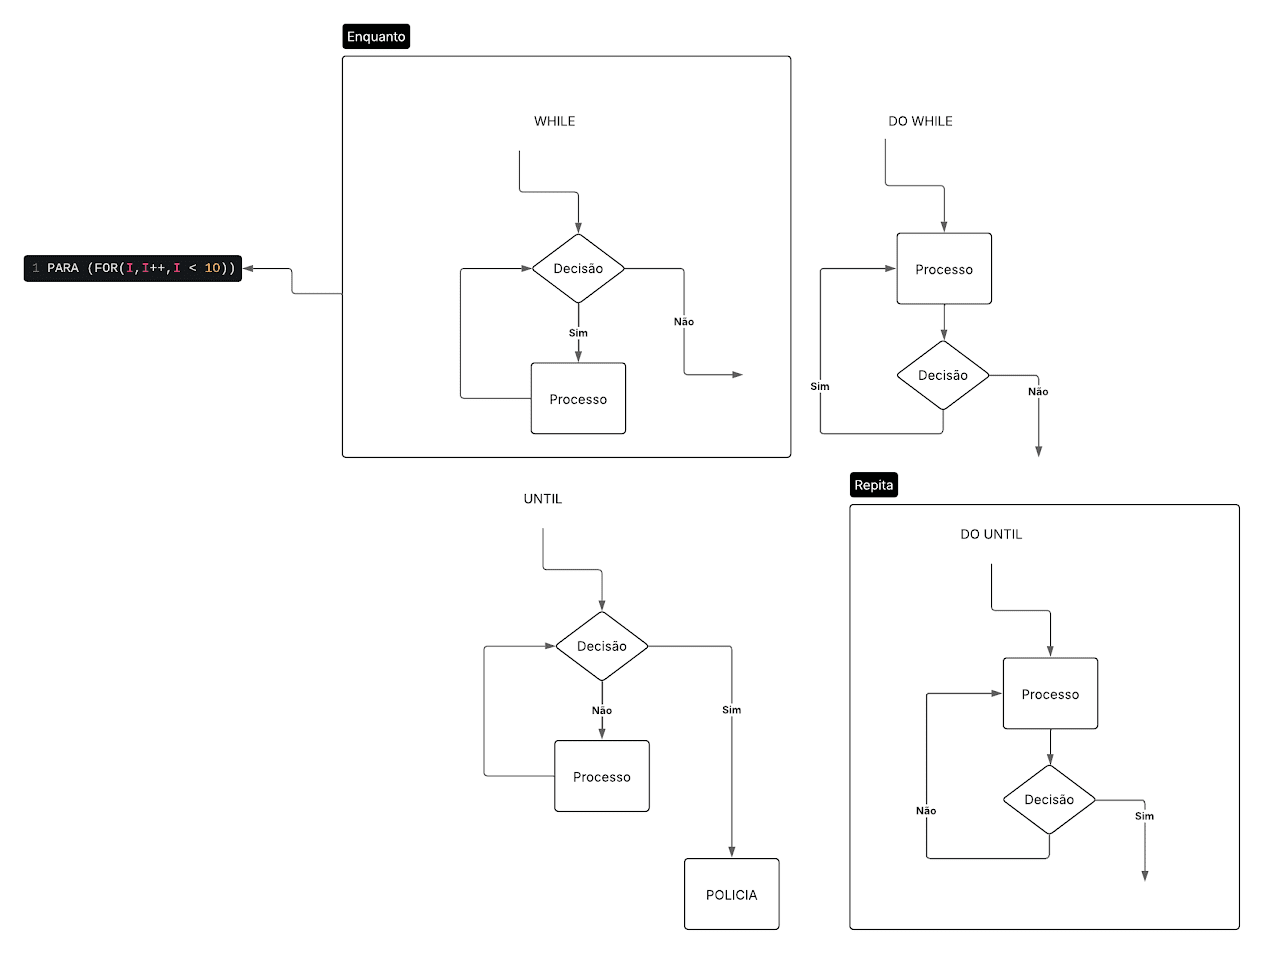 Enquanto
WHILE
Decisão
Sim
Não
Processo
1 PARA (FOR(I,I++,I < 10))
DO WHILE
Processo
Decisão
Sim
Não
UNTIL
Decisão
Não
Sim
Processo
POLICIA
Repita
DO UNTIL
Processo
Decisão
Não
Sim